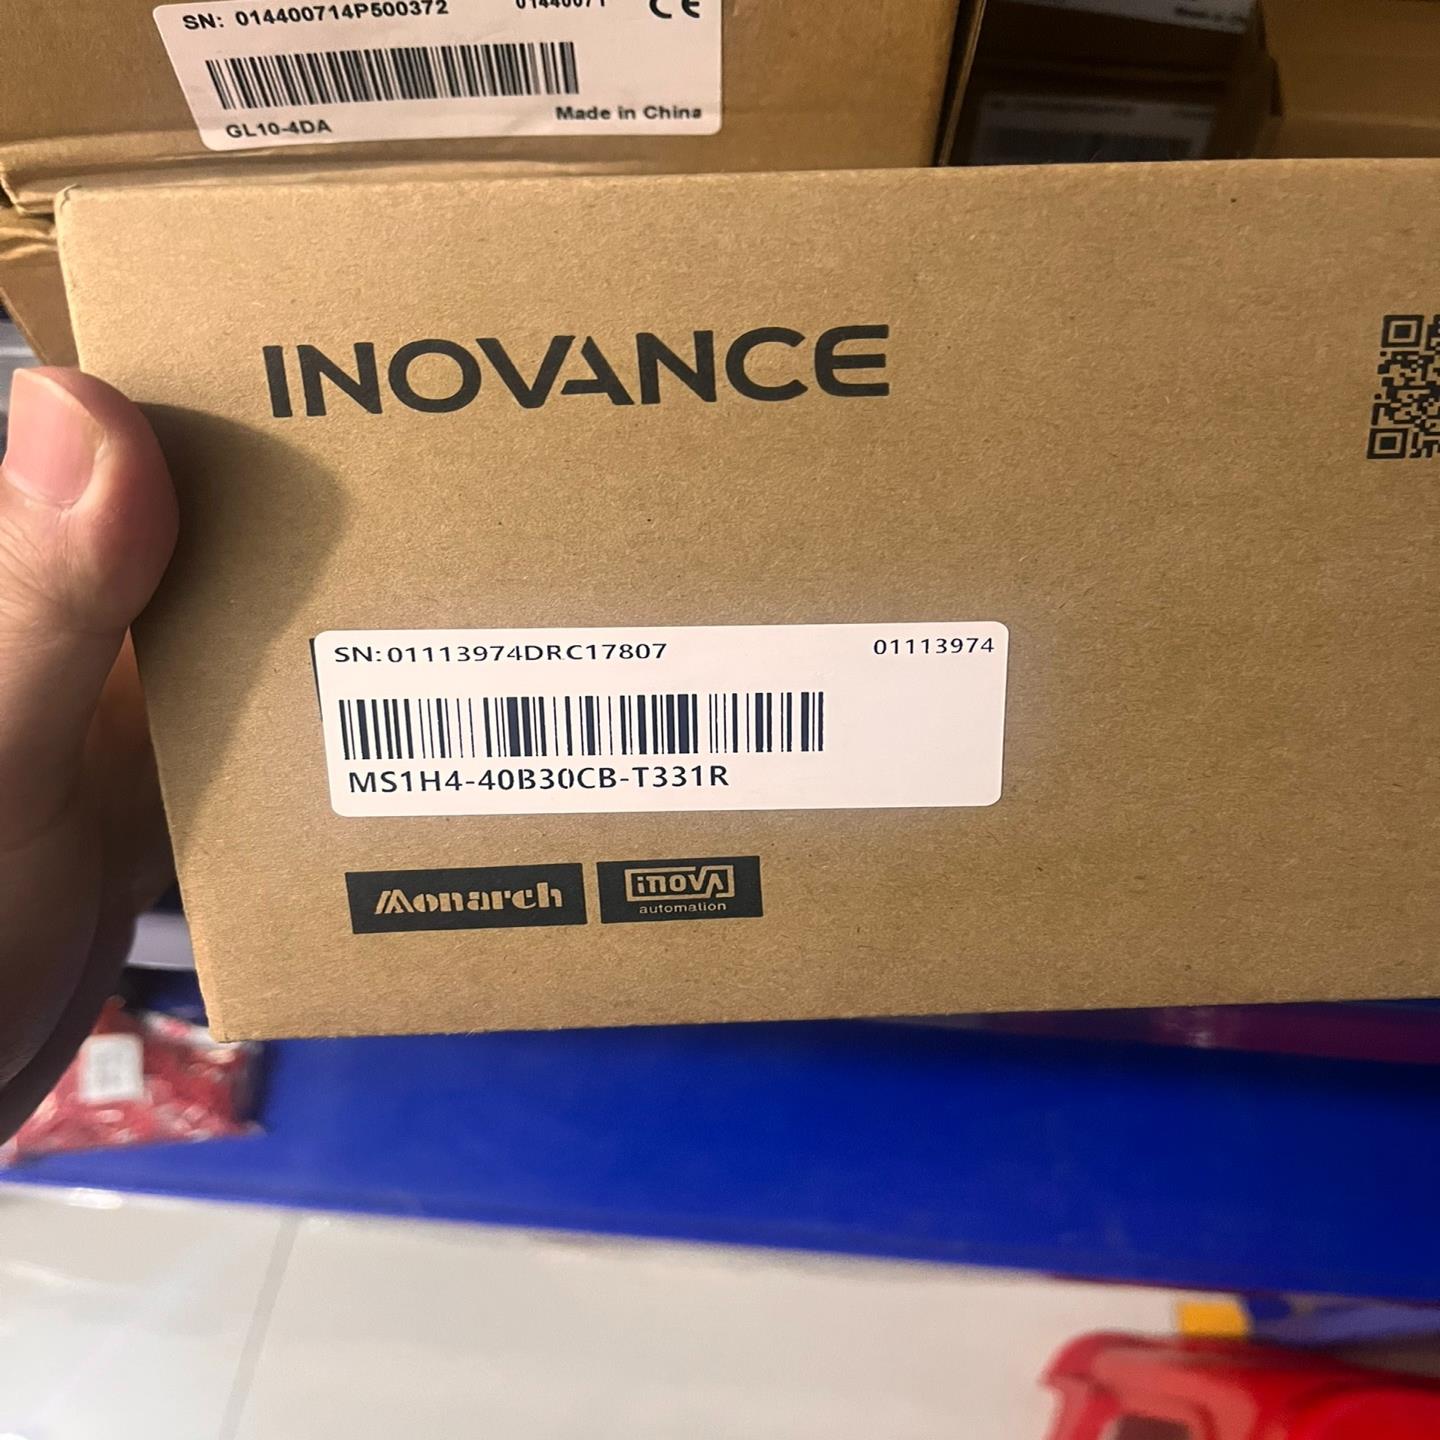 SN: 014400714P500372
CE
GL10-4DA
Made in China
INOVANCE
SN:01113974DRC17807
01113974
MS1H4-40B30CB-T331R
Monarch
inova
automation